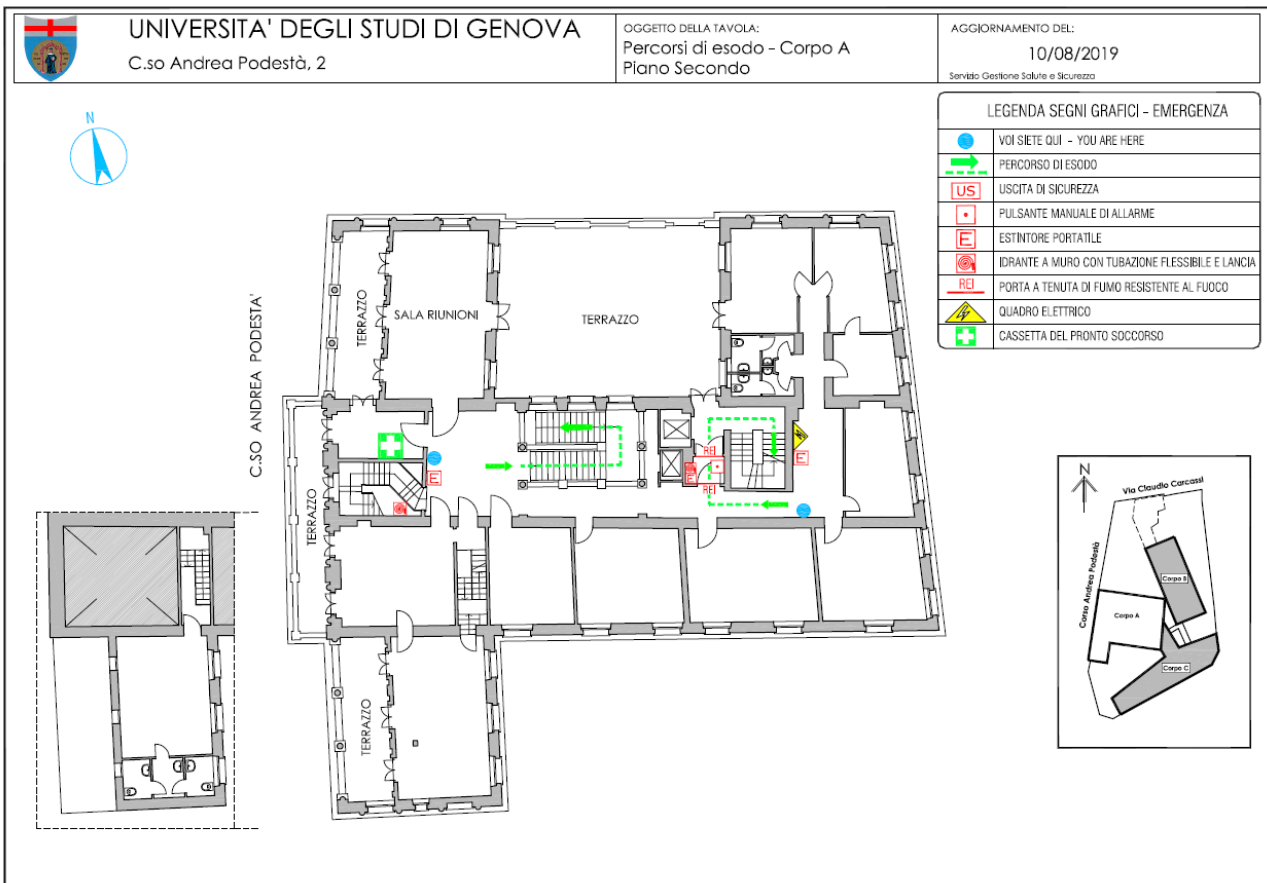 UNIVERSITA' DEGLI STUDI DI GENOVA
C.so Andrea Podestà, 2
OGGETTO DELLA TAVOLA:
Percorsi di esodo - Corpo A
Piano Secondo
AGGIORNAMENTO DEL:
10/08/2019
Servizio Gestione Salute e Sicurezza
LEGENDA SEGNI GRAFICI - EMERGENZA
VOI SIETE QUI - YOU ARE HERE
PERCORSO DI ESODO
US
USCITA DI SICUREZZA
PULSANTE MANUALE DI ALLARME
E
ESTINTORE PORTATILE
IDRANTE A MURO CON TUBAZIONE FLESSIBILE E LANCIA
REI
PORTA A TENUTA DI FUMO RESISTENTE AL FUOCO
QUADRO ELETTRICO
CASSETTA DEL PRONTO SOCCORSO
N
C.SO ANDREA PODESTA'
TERRAZZO
SALA RIUNIONI
TERRAZZO
TERRAZZO
TERRAZZO
E
REI
E
REI
E
N
Via Claudio Carcassi
Corso Andrea Podestà
Corpo B
Corpo A
Corpo C